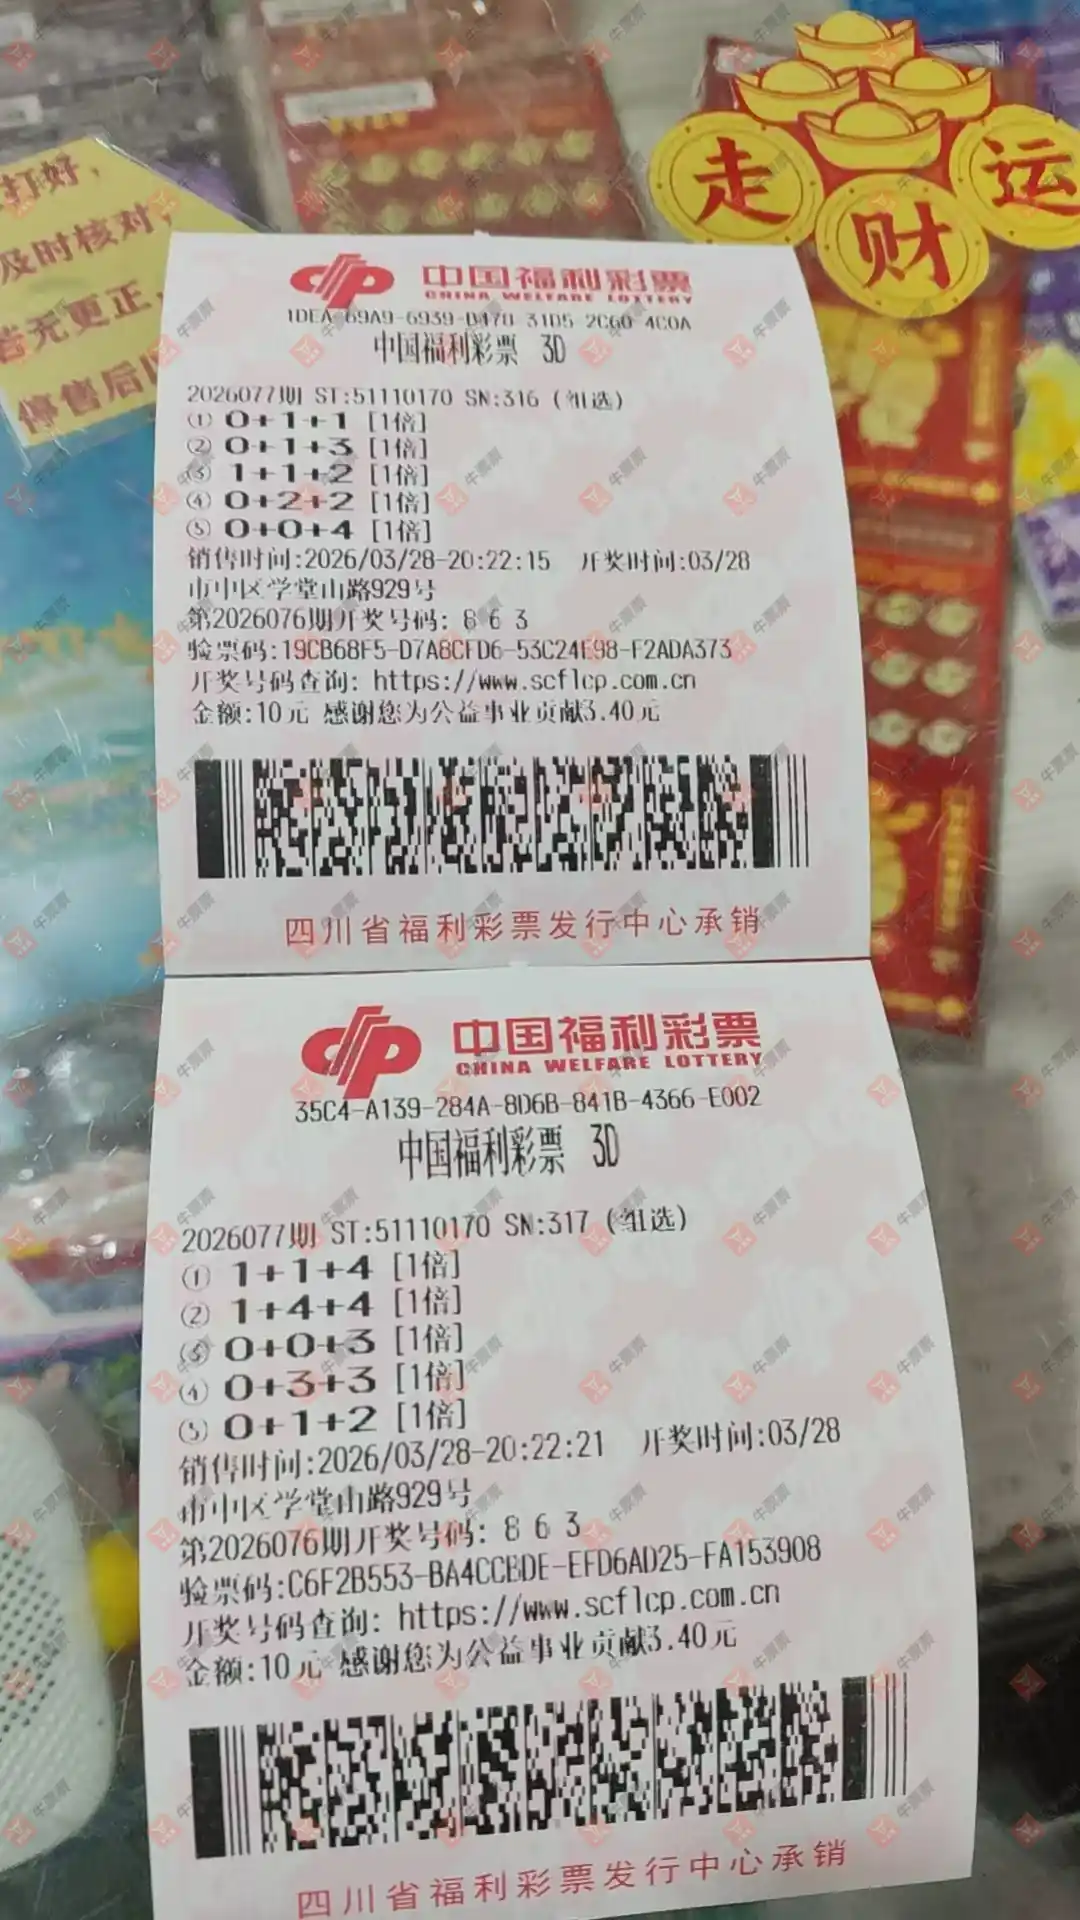 打好，
及时核对，
若无更正，
停售后
走
财
运
中国福利彩票
CHINA WELFARE LOTTERY
1DEA-69A9-6939-D470-31D5-2C60-4C0A
中国福利彩票 3D
2026077期 ST:51110170 SN:316 (组选)
① 0+1+1 [1倍]
② 0+1+3 [1倍]
③ 1+1+2 [1倍]
④ 0+2+2 [1倍]
⑤ 0+0+4 [1倍]
销售时间:2026/03/28-20:22:15 开奖时间:03/28
市中区学堂山路929号
第2026076期开奖号码: 8 6 3
验票码:19CB68F5-D7A8CFD6-53C24E98-F2ADA373
开奖号码查询: https://www.scflcp.com.cn
金额:10元 感谢您为公益事业贡献3.40元
四川省福利彩票发行中心承销
中国福利彩票
CHINA WELFARE LOTTERY
35C4-A139-284A-8D6B-841B-4366-E002
中国福利彩票 3D
2026077期 ST:51110170 SN:317 (组选)
① 1+1+4 [1倍]
② 1+4+4 [1倍]
③ 0+0+3 [1倍]
④ 0+3+3 [1倍]
⑤ 0+1+2 [1倍]
销售时间:2026/03/28-20:22:21 开奖时间:03/28
市中区学堂山路929号
第2026076期开奖号码: 8 6 3
验票码:C6F2B553-BA4CCBDE-EFD6AD25-FA153908
开奖号码查询: https://www.scflcp.com.cn
金额:10元 感谢您为公益事业贡献3.40元
四川省福利彩票发行中心承销
牛票票